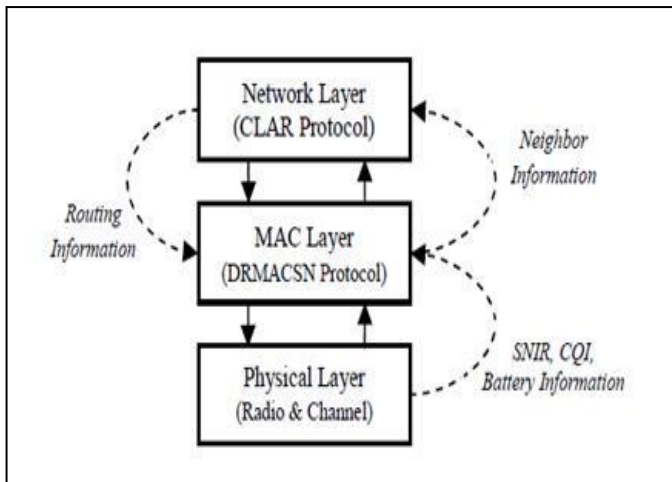 Network Layer
(CLAR Protocol)
Neighbor
Information
Routing
Information
MAC Layer
(DRMACSN Protocol)
SNIR, CQI,
Battery Information
Physical Layer
(Radio & Channel)